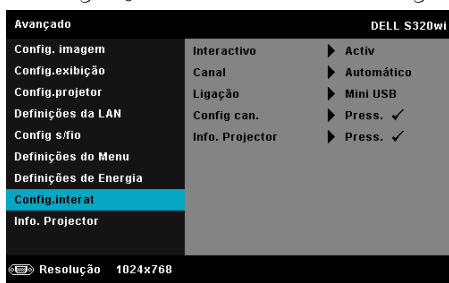 Avançado DELL S320wi
Config. imagem Interactivo Activ
Config.exibição Canal Automático
Config.projetor Ligação Mini USB
Definições da LAN Config can. Press. ✓
Config s/fio Info. Projector Press. ✓
Definições do Menu
Definições de Energia
Config.interat
Info. Projector
Resolução 1024x768